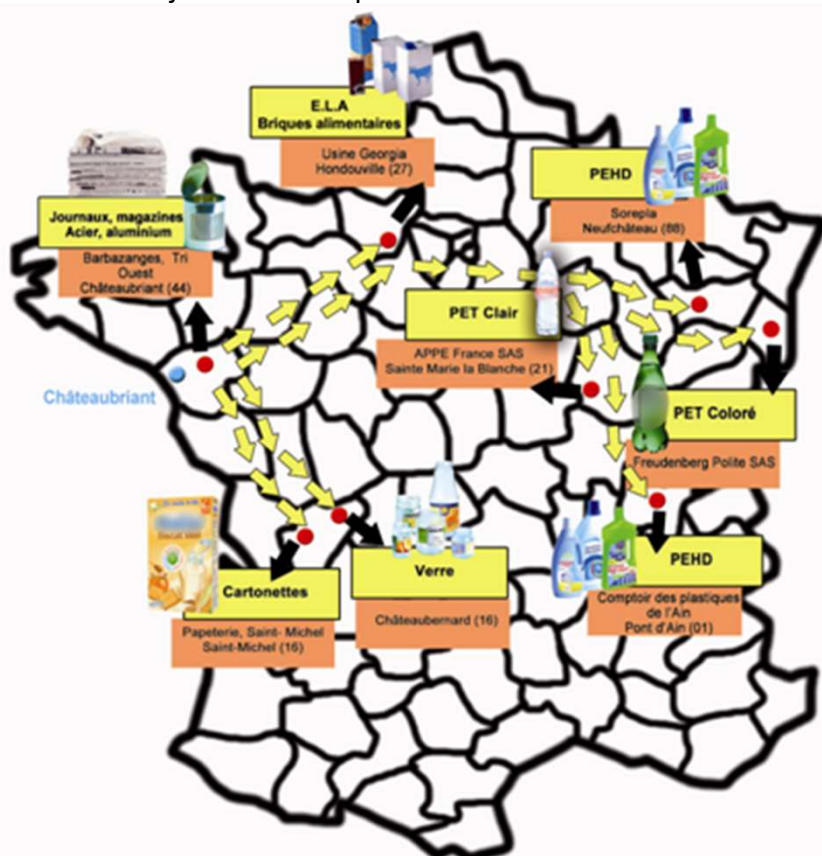 E.L.A
Briques alimentaires
Usine Georgia
Hondouville (27)
PEHD
Sorepla
Neufchâteau (88)
Journaux, magazines
Acier, aluminium
Barbazanges, Tri
Ouest
Châteaubriant (44)
PET Clair
APPE France SAS
Sainte Marie la Blanche (21)
Châteaubriant
PET Coloré
Freudenberg Polite SAS
Cartonettes
Papeterie, Saint- Michel
Saint-Michel (16)
Verre
Châteaubernard (16)
PEHD
Comptoir des plastiques
de l'Ain
Pont d'Ain (01)